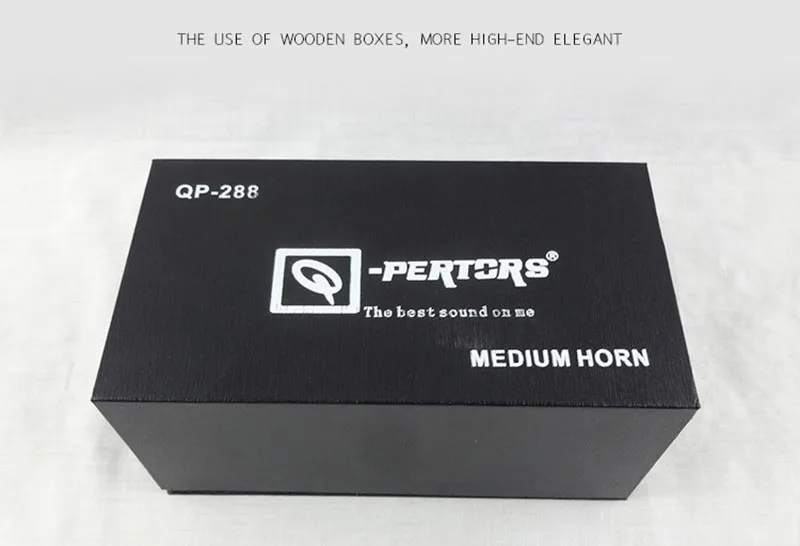 THE USE OF WOODEN BOXES, MORE HIGH-END ELEGANT
QP-288
Q-PERTORS®
The best sound on me
MEDIUM HORN